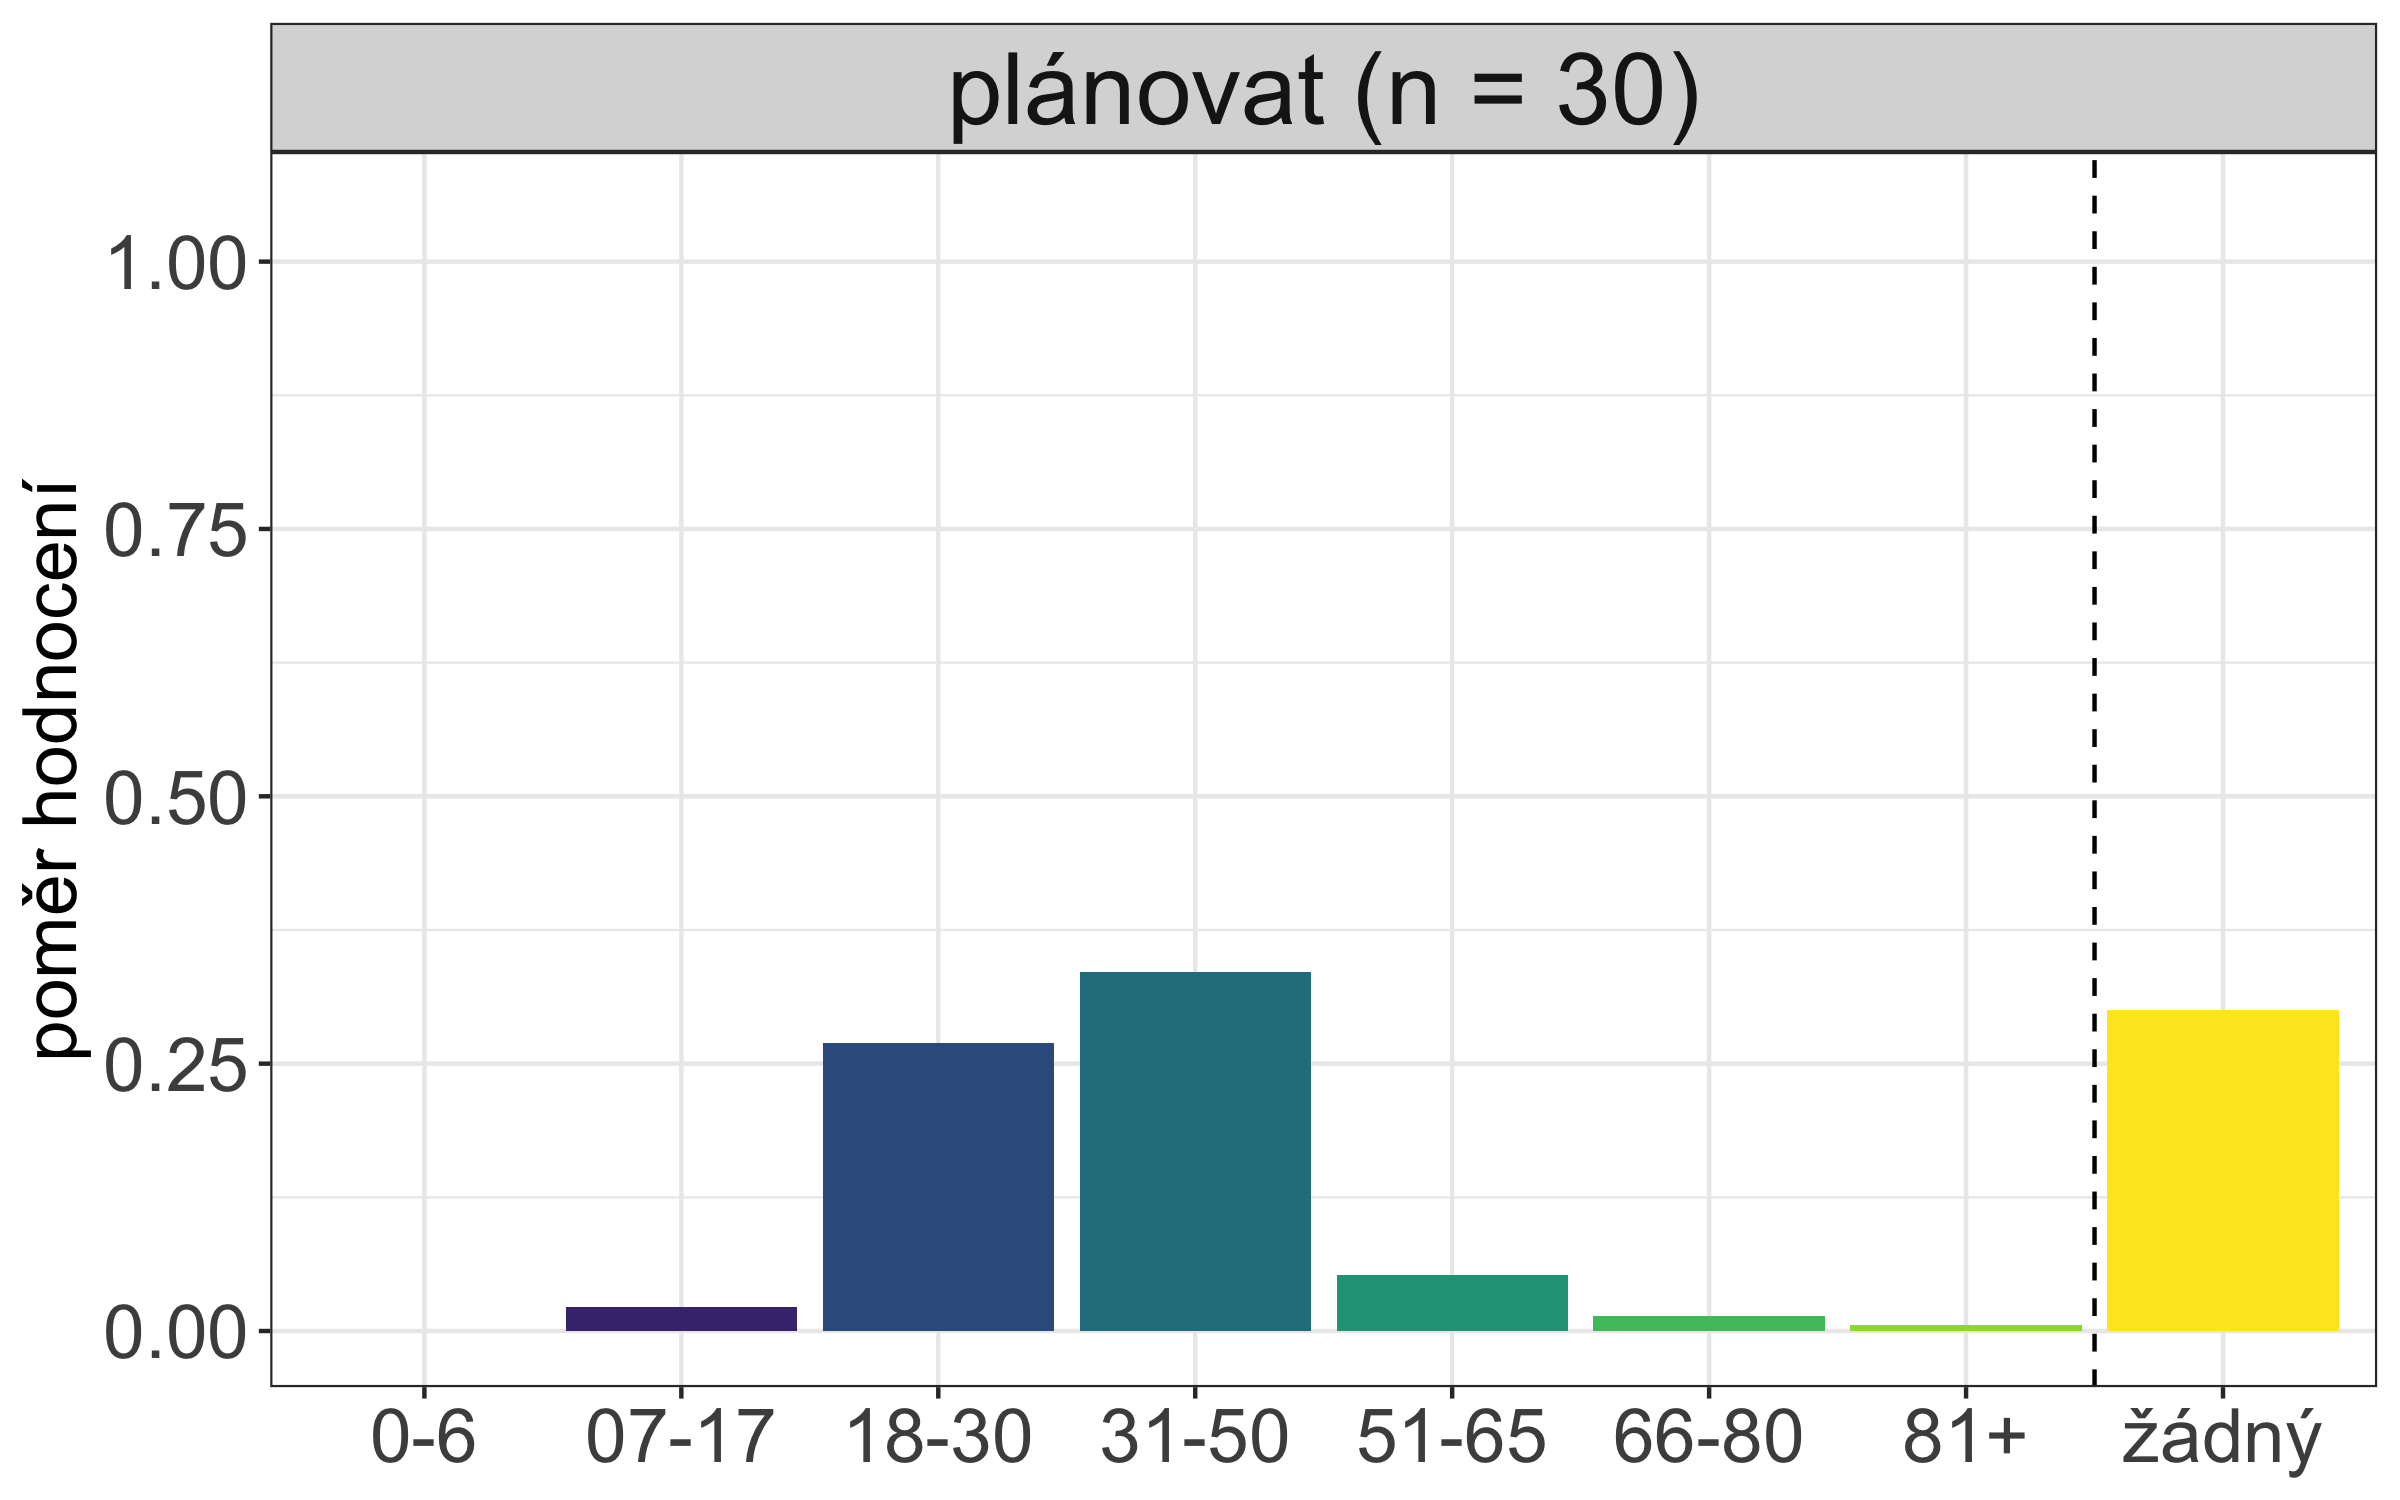 plánovat (n = 30)
poměr hodnocení
1.00
0.75
0.50
0.25
0.00
0-6 07-17 18-30 31-50 51-65 66-80 81+ žádný